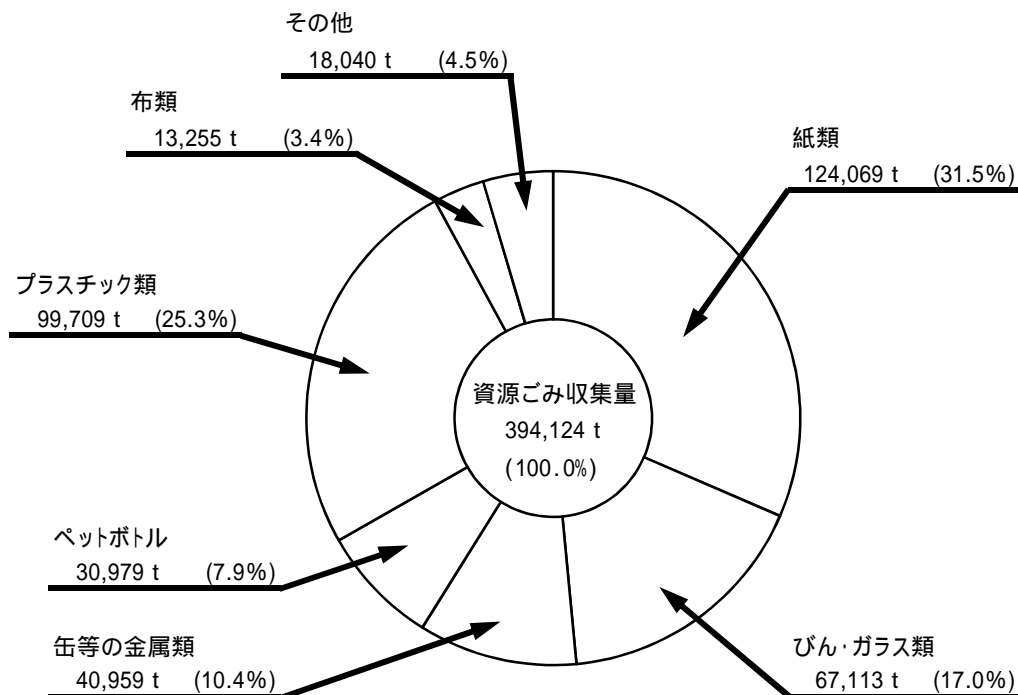 その他
18,040 t (4.5%)
布類
13,255 t (3.4%)
紙類
124,069 t (31.5%)
プラスチック類
99,709 t (25.3%)
資源ごみ収集量
394,124 t
(100.0%)
ペットボトル
30,979 t (7.9%)
缶等の金属類
40,959 t (10.4%)
びん・ガラス類
67,113 t (17.0%)